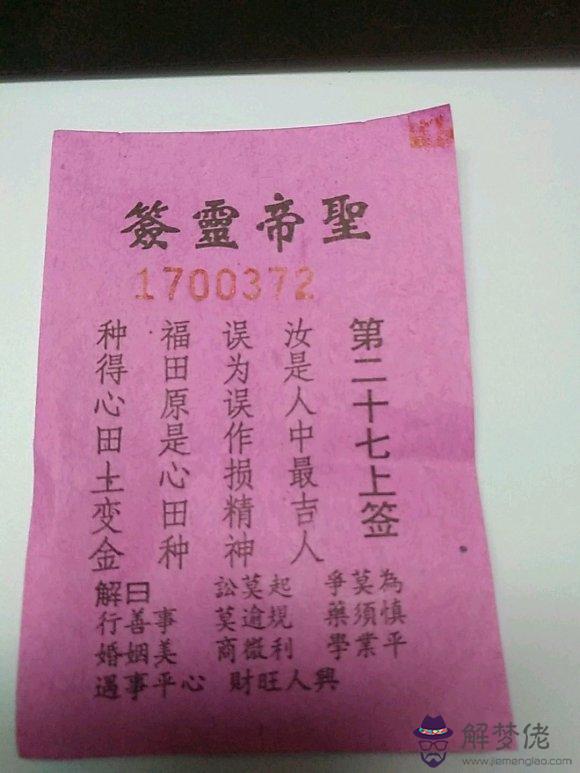 聖帝靈簽
1700372
第二十七上签
汝是人中最吉人
误为误作损精神
福田原是心田种
种得心田土变金
解曰 訟莫起 爭莫為
行善事 莫逾規 藥須慎
婚姻美 商微利 學業平
遇事平心 財旺人興
解梦佬
www.jiemenglao.com